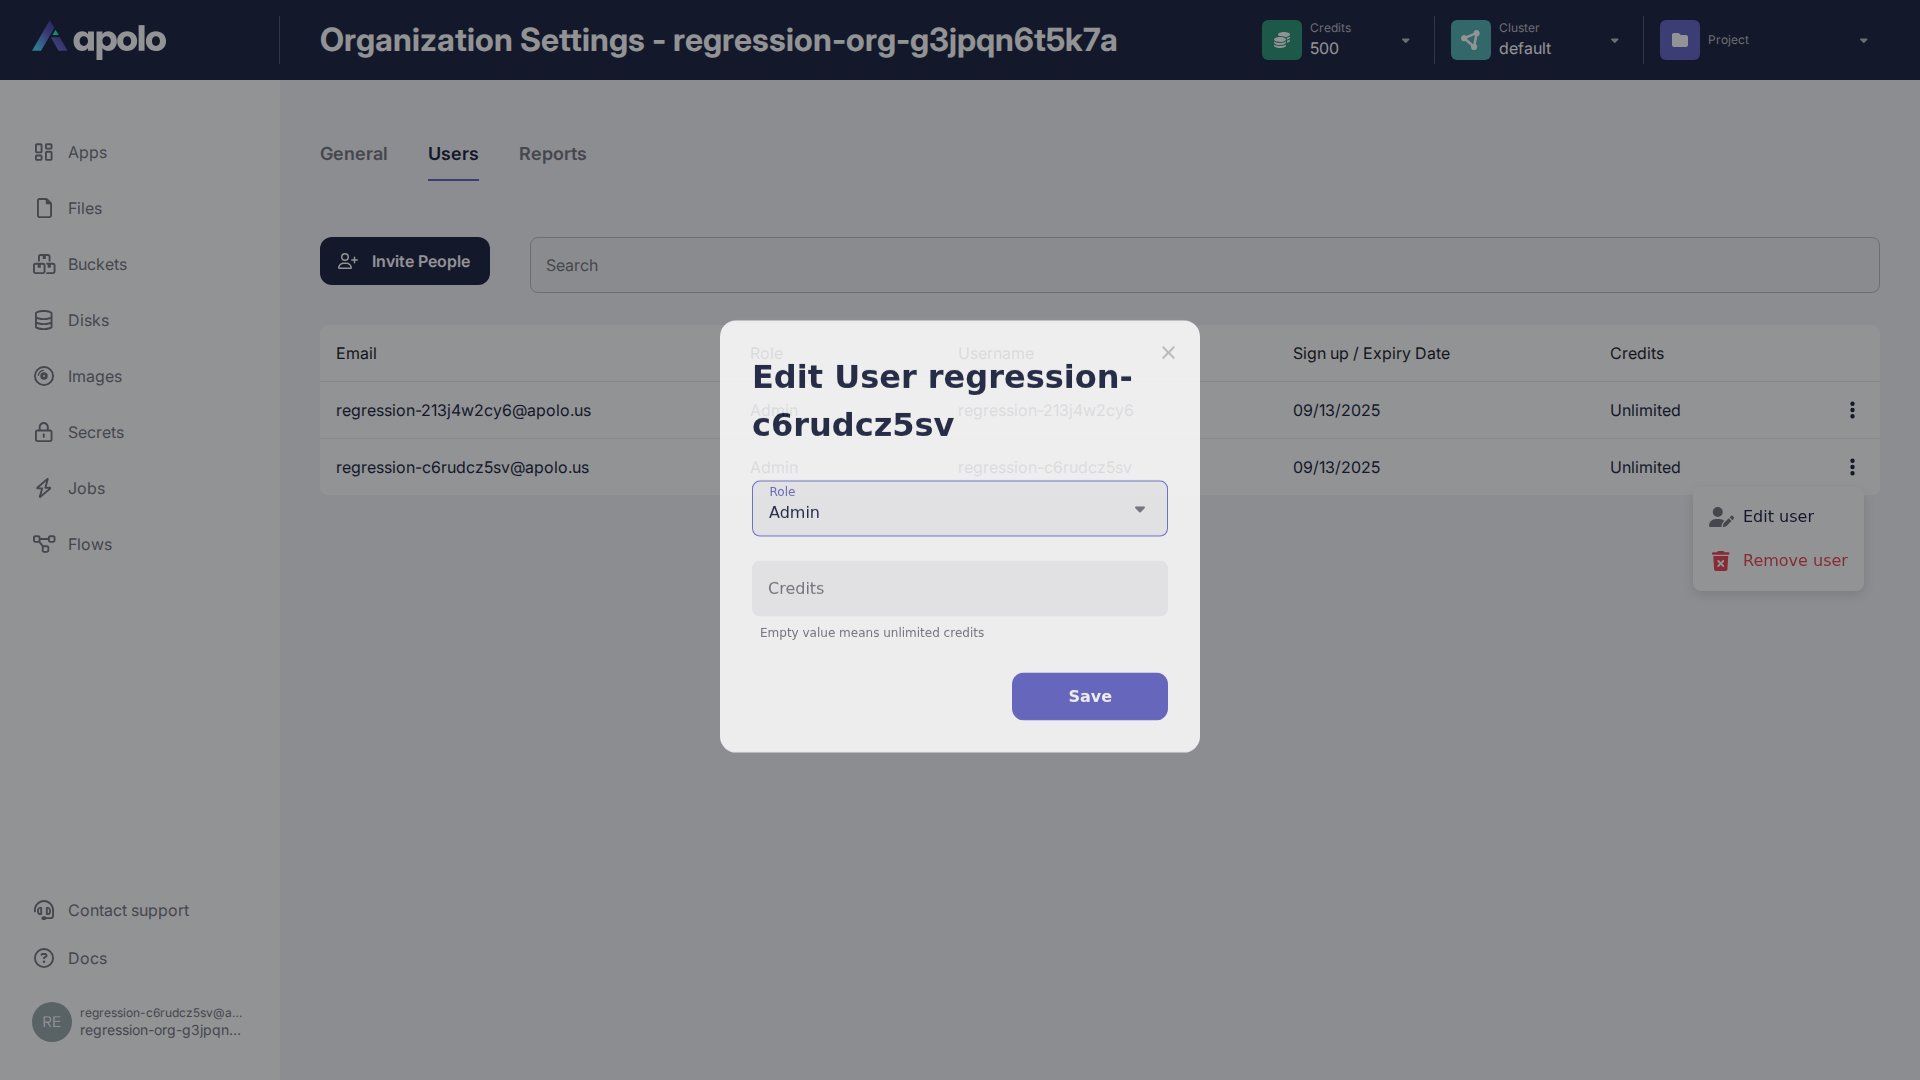 apolo
Organization Settings - regression-org-g3jpqn6t5k7a
Credits
500
Cluster
default
Project
Apps
Files
Buckets
Disks
Images
Secrets
Jobs
Flows
Contact support
Docs
RE
regression-c6rudcz5sv@a...
regression-org-g3jpqn...
General
Users
Reports
Invite People
Search
Email
Role
Username
Sign up / Expiry Date
Credits
regression-213j4w2cy6@apolo.us
Admin
regression-213j4w2cy6
09/13/2025
Unlimited
regression-c6rudcz5sv@apolo.us
Admin
regression-c6rudcz5sv
09/13/2025
Unlimited
Edit User regression-
c6rudcz5sv
Role
Admin
Credits
Empty value means unlimited credits
Save
Edit user
Remove user